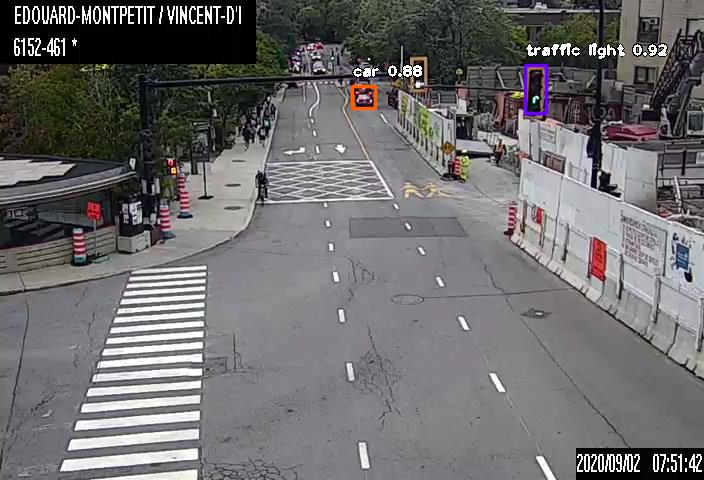 EDOUARD-MONTPETIT / VINCENT-D'I
6152-461 *
traffic light 0.92
car 0.88
2020/09/02 07:51:42